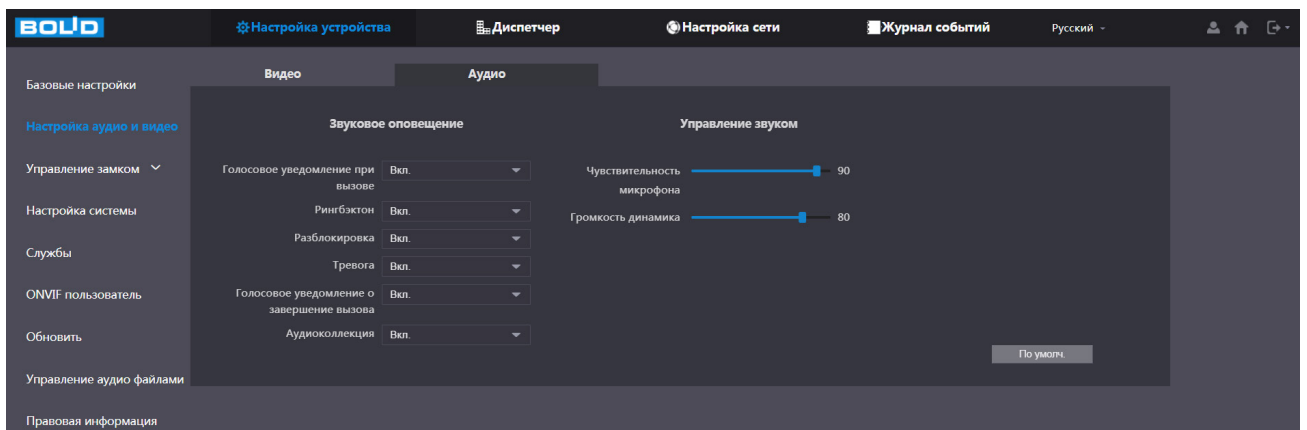 BOLID
Настройка устройства
Диспетчер
Настройка сети
Журнал событий
Русский
Базовые настройки
Настройка аудио и видео
Управление замком
Настройка системы
Службы
ONVIF пользователь
Обновить
Управление аудио файлами
Правовая информация
Видео
Аудио
Звуковое оповещение
Голосовое уведомление при
вызове
Вкл.
Рингбэктон
Вкл.
Разблокировка
Вкл.
Тревога
Вкл.
Голосовое уведомление о
завершение вызова
Вкл.
Аудиоколлекция
Вкл.
Управление звуком
Чувствительность
микрофона
90
Громкость динамика
80
По умолч.